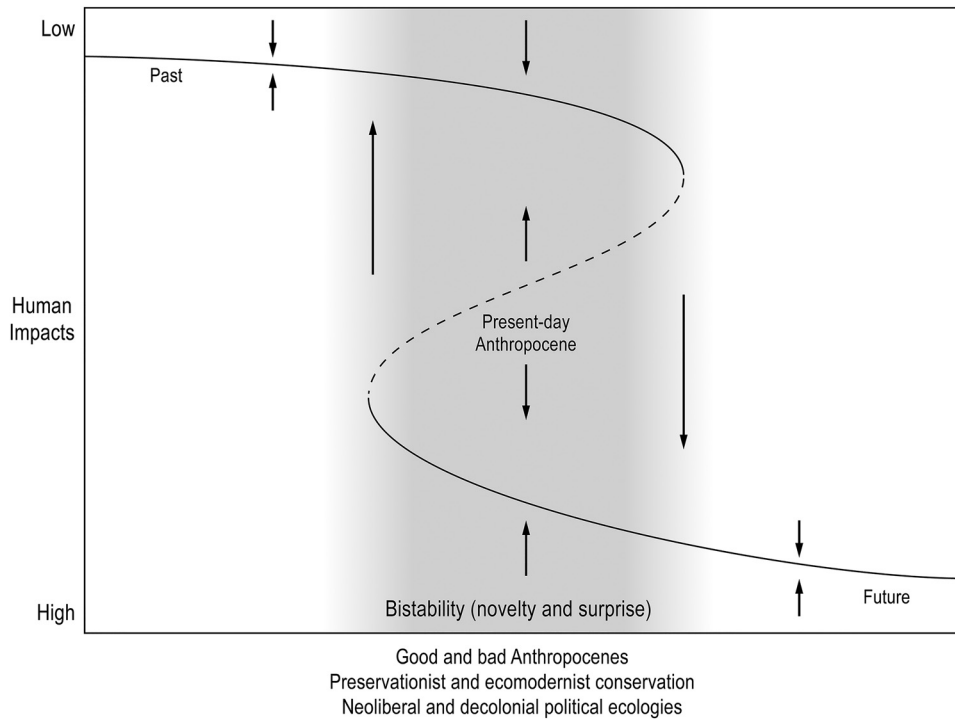 Low
Past
Human
Impacts
Present-day
Anthropocene
Future
High
Bistability (novelty and surprise)
Good and bad Anthropocenes
Preservationist and ecomodernist conservation
Neoliberal and decolonial political ecologies